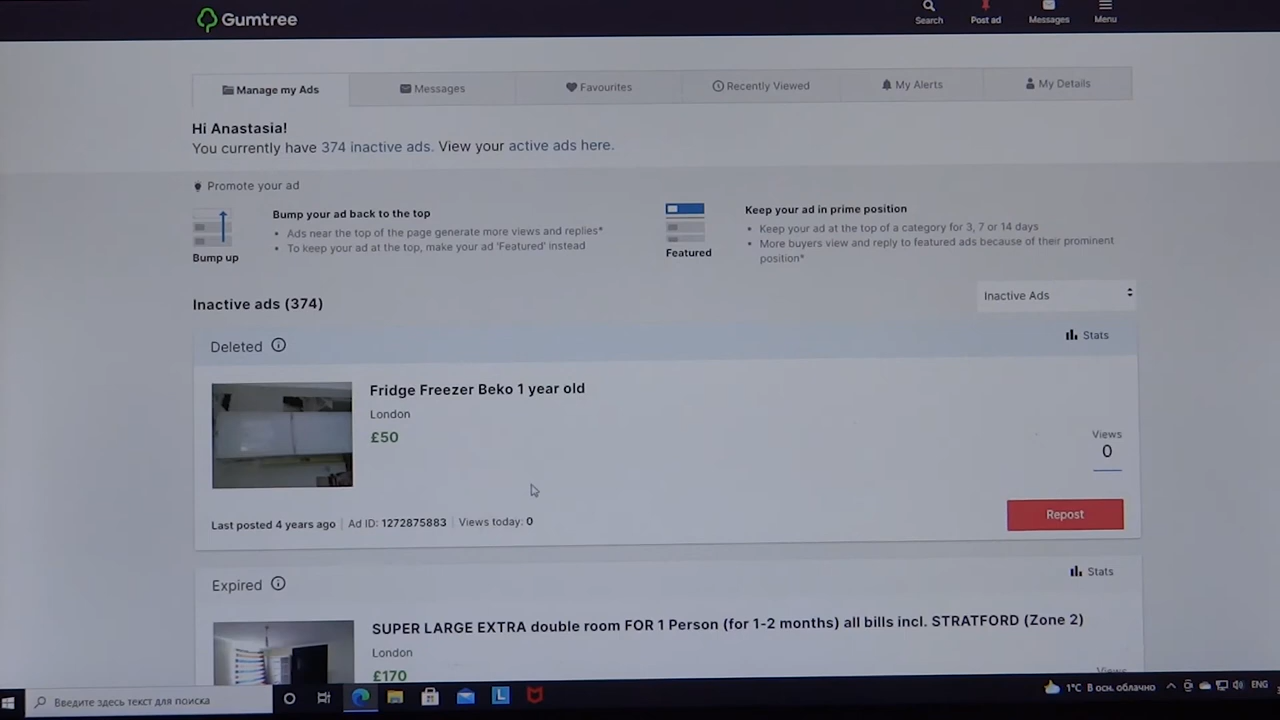 Gumtree
Search Post ad Messages Menu
Manage my Ads Messages Favourites Recently Viewed My Alerts My Details
Hi Anastasia!
You currently have 374 inactive ads. View your active ads here.
Promote your ad
Bump your ad back to the top
Ads near the top of the page generate more views and replies*
To keep your ad at the top, make your ad 'Featured' instead
Bump up
Keep your ad in prime position
Keep your ad at the top of a category for 3, 7 or 14 days
More buyers view and reply to featured ads because of their prominent
position*
Featured
Inactive ads (374)
Inactive Ads
Deleted
Stats
Fridge Freezer Beko 1 year old
London
£50
Views
0
Last posted 4 years ago Ad ID: 1272875883 Views today: 0
Repost
Expired
Stats
SUPER LARGE EXTRA double room FOR 1 Person (for 1-2 months) all bills incl. STRATFORD (Zone 2)
London
£170
Views
Введите здесь текст для поиска
L
1°C В осн. облачно
ENG